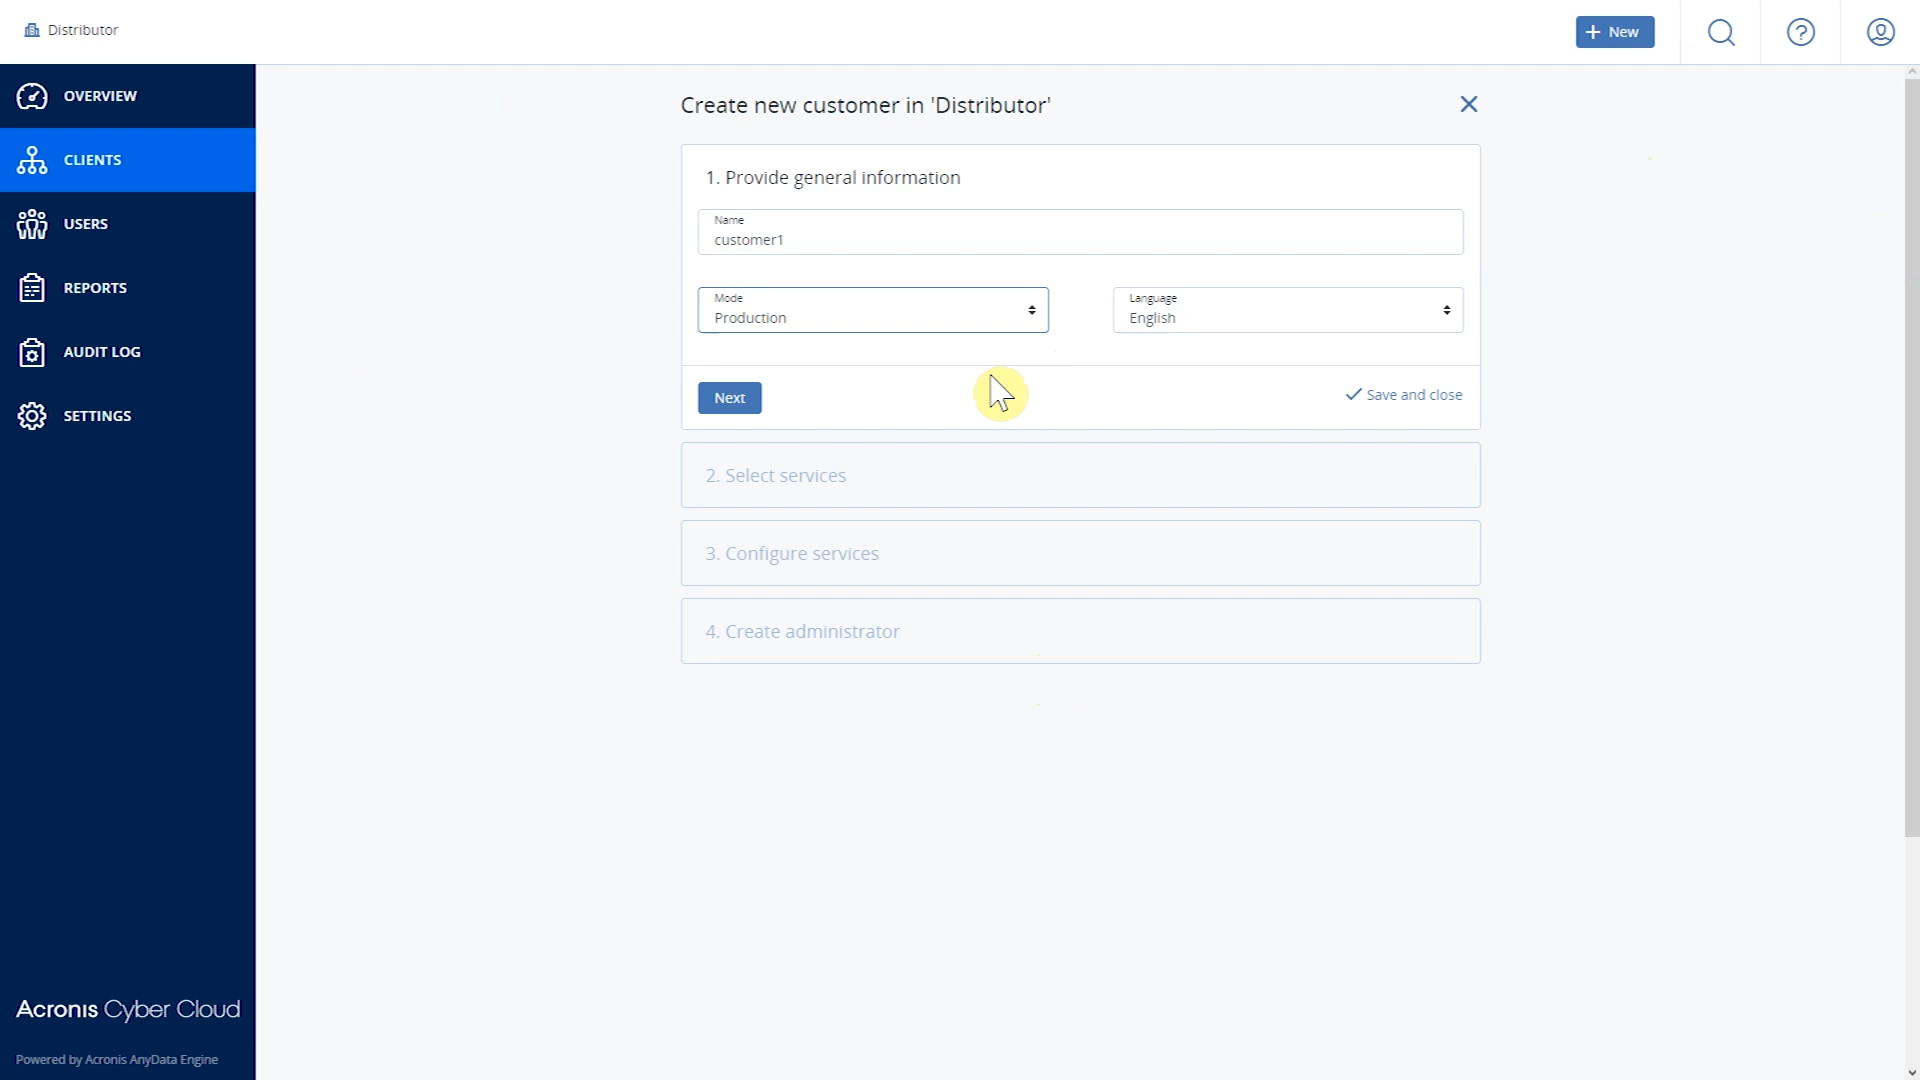 Distributor
New
OVERVIEW
CLIENTS
USERS
REPORTS
AUDIT LOG
SETTINGS
Create new customer in 'Distributor'
1. Provide general information
Name
customer1
Mode
Production
Language
English
Next
Save and close
2. Select services
3. Configure services
4. Create administrator
Acronis Cyber Cloud
Powered by Acronis AnyData Engine